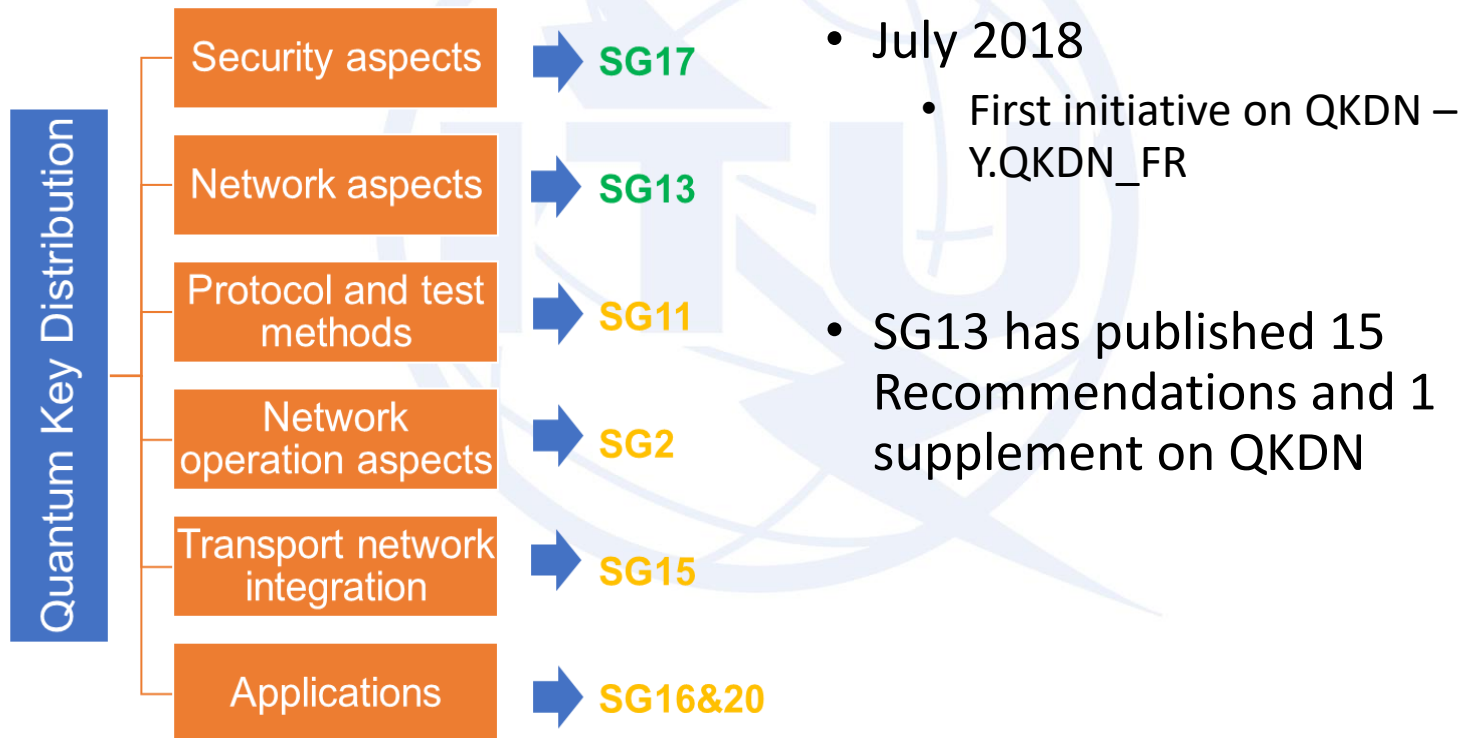 Quantum Key Distribution
Security aspects
SG17
Network aspects
SG13
Protocol and test
methods
SG11
Network
operation aspects
SG2
Transport network
integration
SG15
Applications
SG16&20
• July 2018
• First initiative on QKDN –
Y.QKDN_FR
• SG13 has published 15
Recommendations and 1
supplement on QKDN
ITU